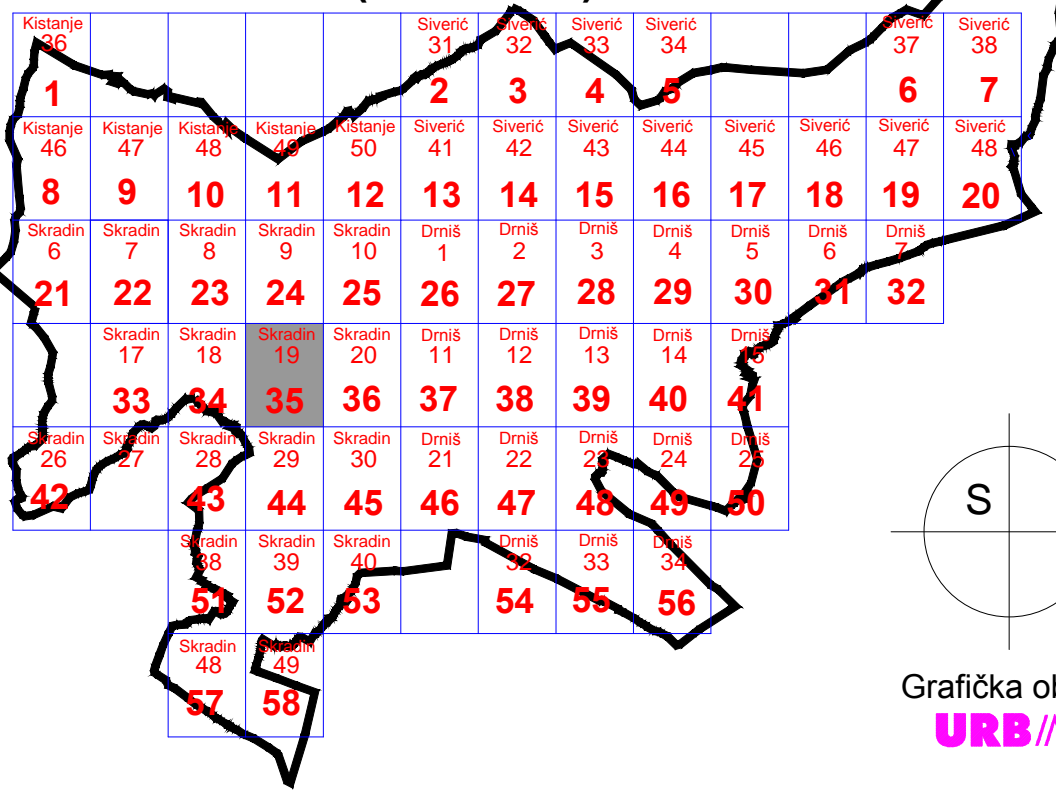 Kistanje Siverić Siverić Siverić Siverić Siverić Siverić
36 31 32 33 34 37 38
1 2 3 4 5 6 7
Kistanje Kistanje Kistanje Kistanje Kistanje Siverić Siverić Siverić Siverić Siverić Siverić Siverić Siverić
46 47 48 49 50 41 42 43 44 45 46 47 48
8 9 10 11 12 13 14 15 16 17 18 19 20
Skradin Skradin Skradin Skradin Skradin Drniš Drniš Drniš Drniš Drniš Drniš Drniš
6 7 8 9 10 1 2 3 4 5 6 7
21 22 23 24 25 26 27 28 29 30 31 32
Skradin Skradin Skradin Skradin Drniš Drniš Drniš Drniš Drniš
17 18 19 20 11 12 13 14 15
33 34 35 36 37 38 39 40 41
Skradin Skradin Skradin Skradin Skradin Drniš Drniš Drniš Drniš Drniš
26 27 28 29 30 21 22 23 24 25
42 43 44 45 46 47 48 49 50
S
Skradin Skradin Skradin Drniš Drniš Drniš
38 39 40 32 33 34
51 52 53 54 55 56
Skradin Skradin
48 49
57 58
Grafička
URB//